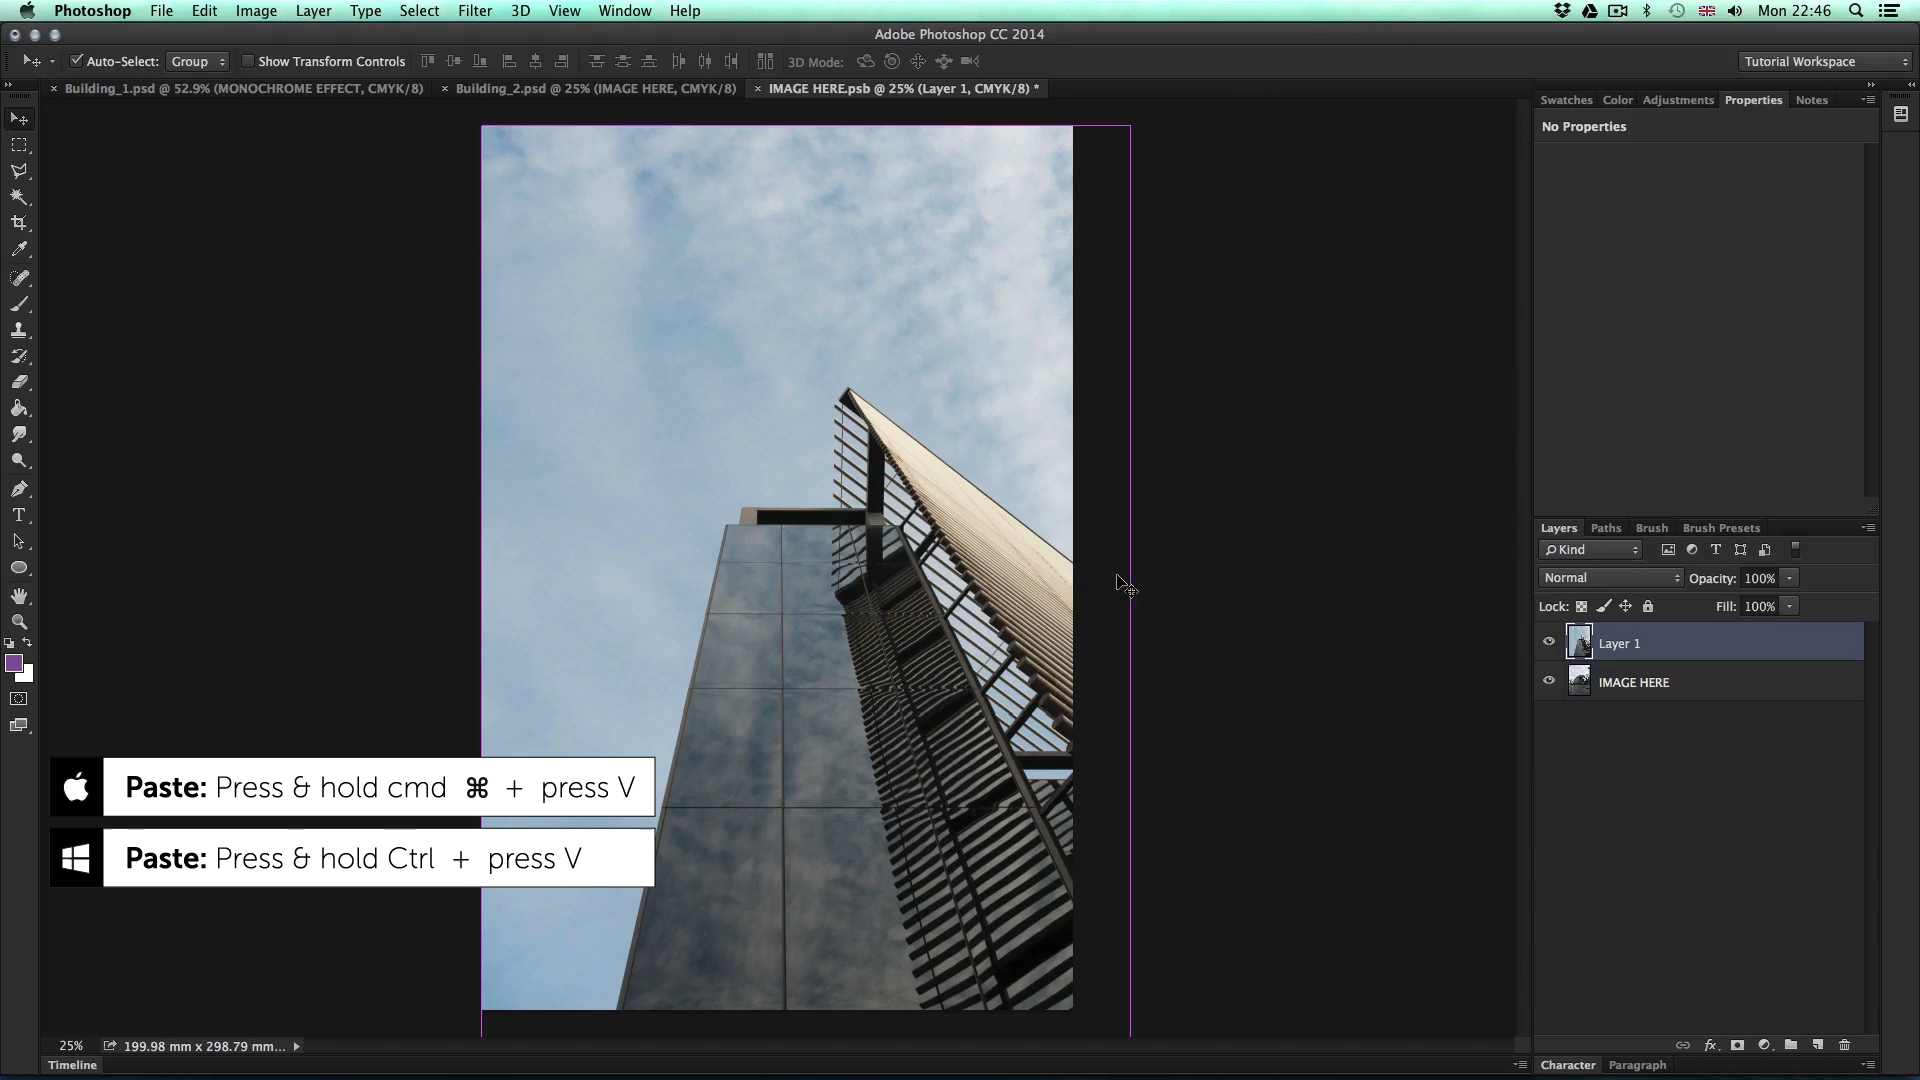 Photoshop File Edit Image Layer Type Select Filter 3D View Window Help Mon 22:46
Adobe Photoshop CC 2014
Auto-Select: Group Show Transform Controls 3D Mode: Tutorial Workspace
Building_1.psd @ 52.9% (MONOCHROME EFFECT, CMYK/8) Building_2.psd @ 25% (IMAGE HERE, CMYK/8) IMAGE HERE.psb @ 25% (Layer 1, CMYK/8) *
Swatches Color Adjustments Properties Notes
No Properties
Layers Paths Brush Brush Presets
Kind
Normal Opacity: 100%
Lock: Fill: 100%
Layer 1
IMAGE HERE
Paste: Press & hold cmd ⌘ + press V
Paste: Press & hold Ctrl + press V
25% 199.98 mm x 298.79 mm...
Timeline
Character Paragraph